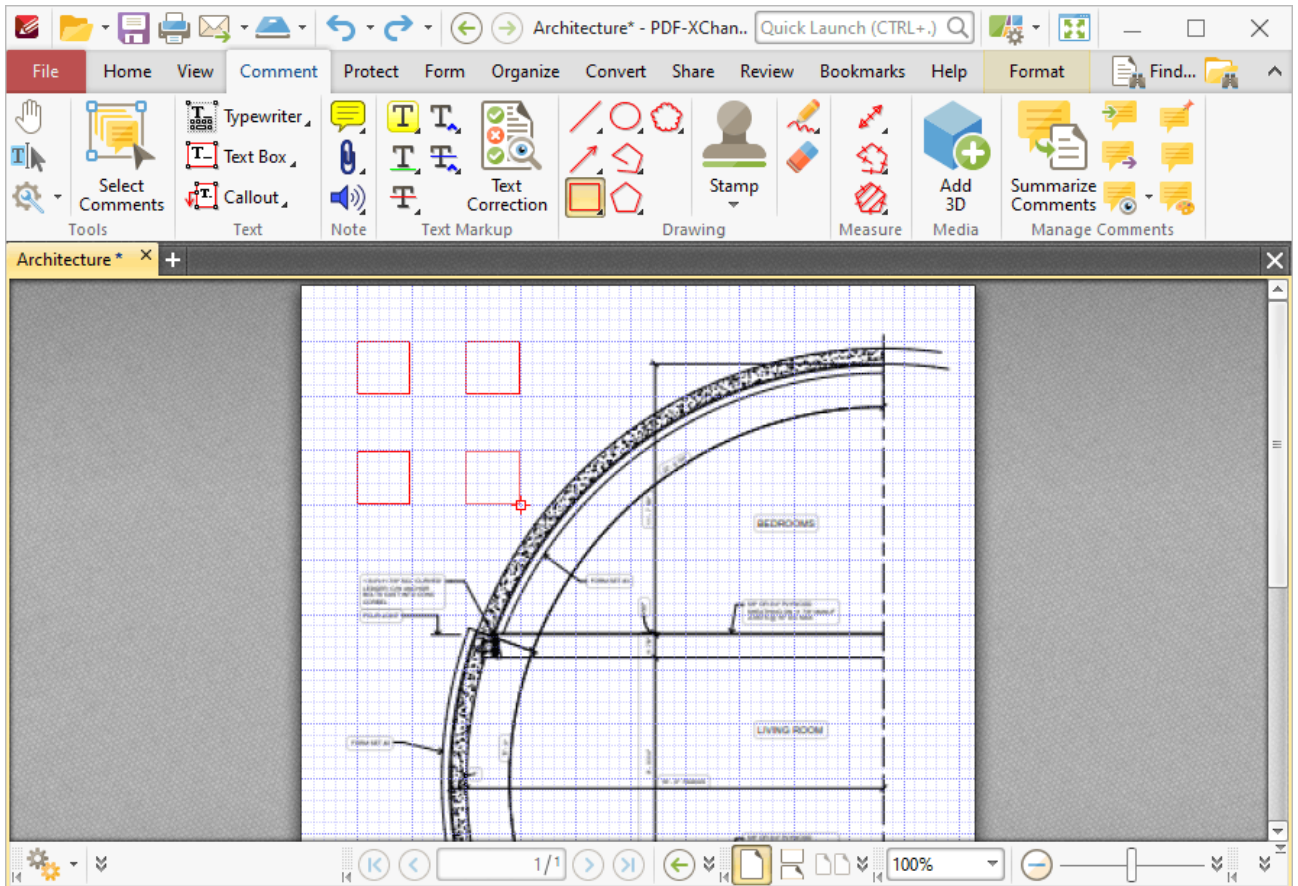 Architecture* - PDF-XChan.. Quick Launch (CTRL+.)
File Home View Comment Protect Form Organize Convert Share Review Bookmarks Help Format Find...
Typewriter
Text Box
Callout
Select Comments
Text Correction
Stamp
Add 3D
Summarize Comments
Tools Text Note Text Markup Drawing Measure Media Manage Comments
Architecture *
BEDROOMS
LIVING ROOM
1/1
100%